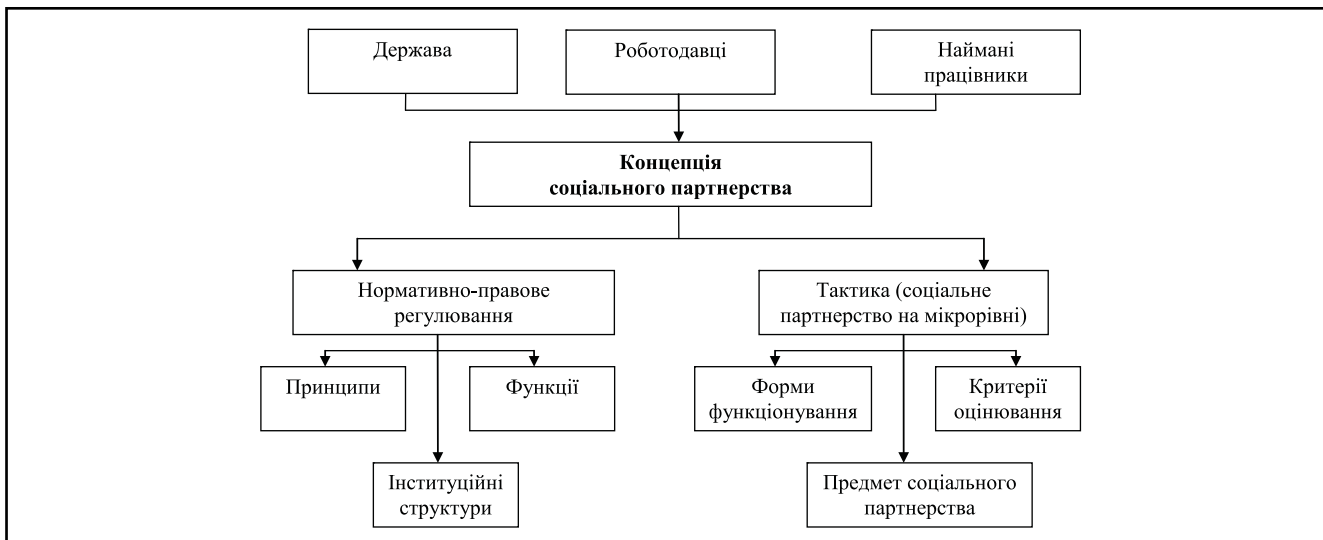 Держава
Роботодавці
Наймані
працівники
Концепція
соціального партнерства
Нормативно-правове
регулювання
Тактика (соціальне
партнерство на мікрорівні)
Принципи
Функції
Форми
функціонування
Критерії
оцінювання
Інституційні
структури
Предмет соціального
партнерства